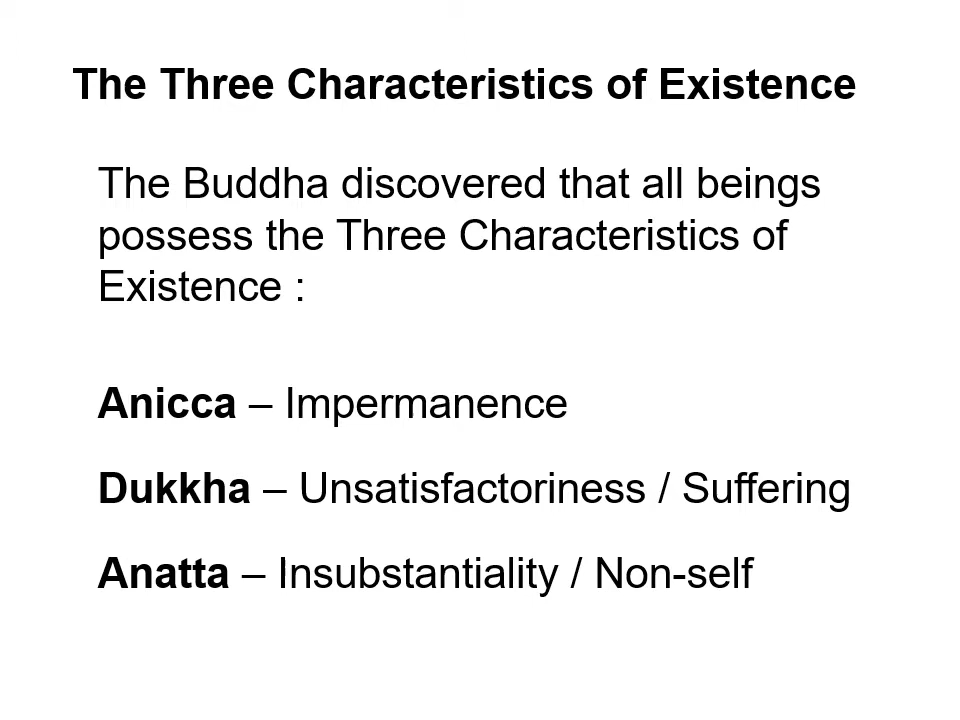 The Three Characteristics of Existence
The Buddha discovered that all beings
possess the Three Characteristics of
Existence :
Anicca – Impermanence
Dukkha – Unsatisfactoriness / Suffering
Anatta – Insubstantiality / Non-self